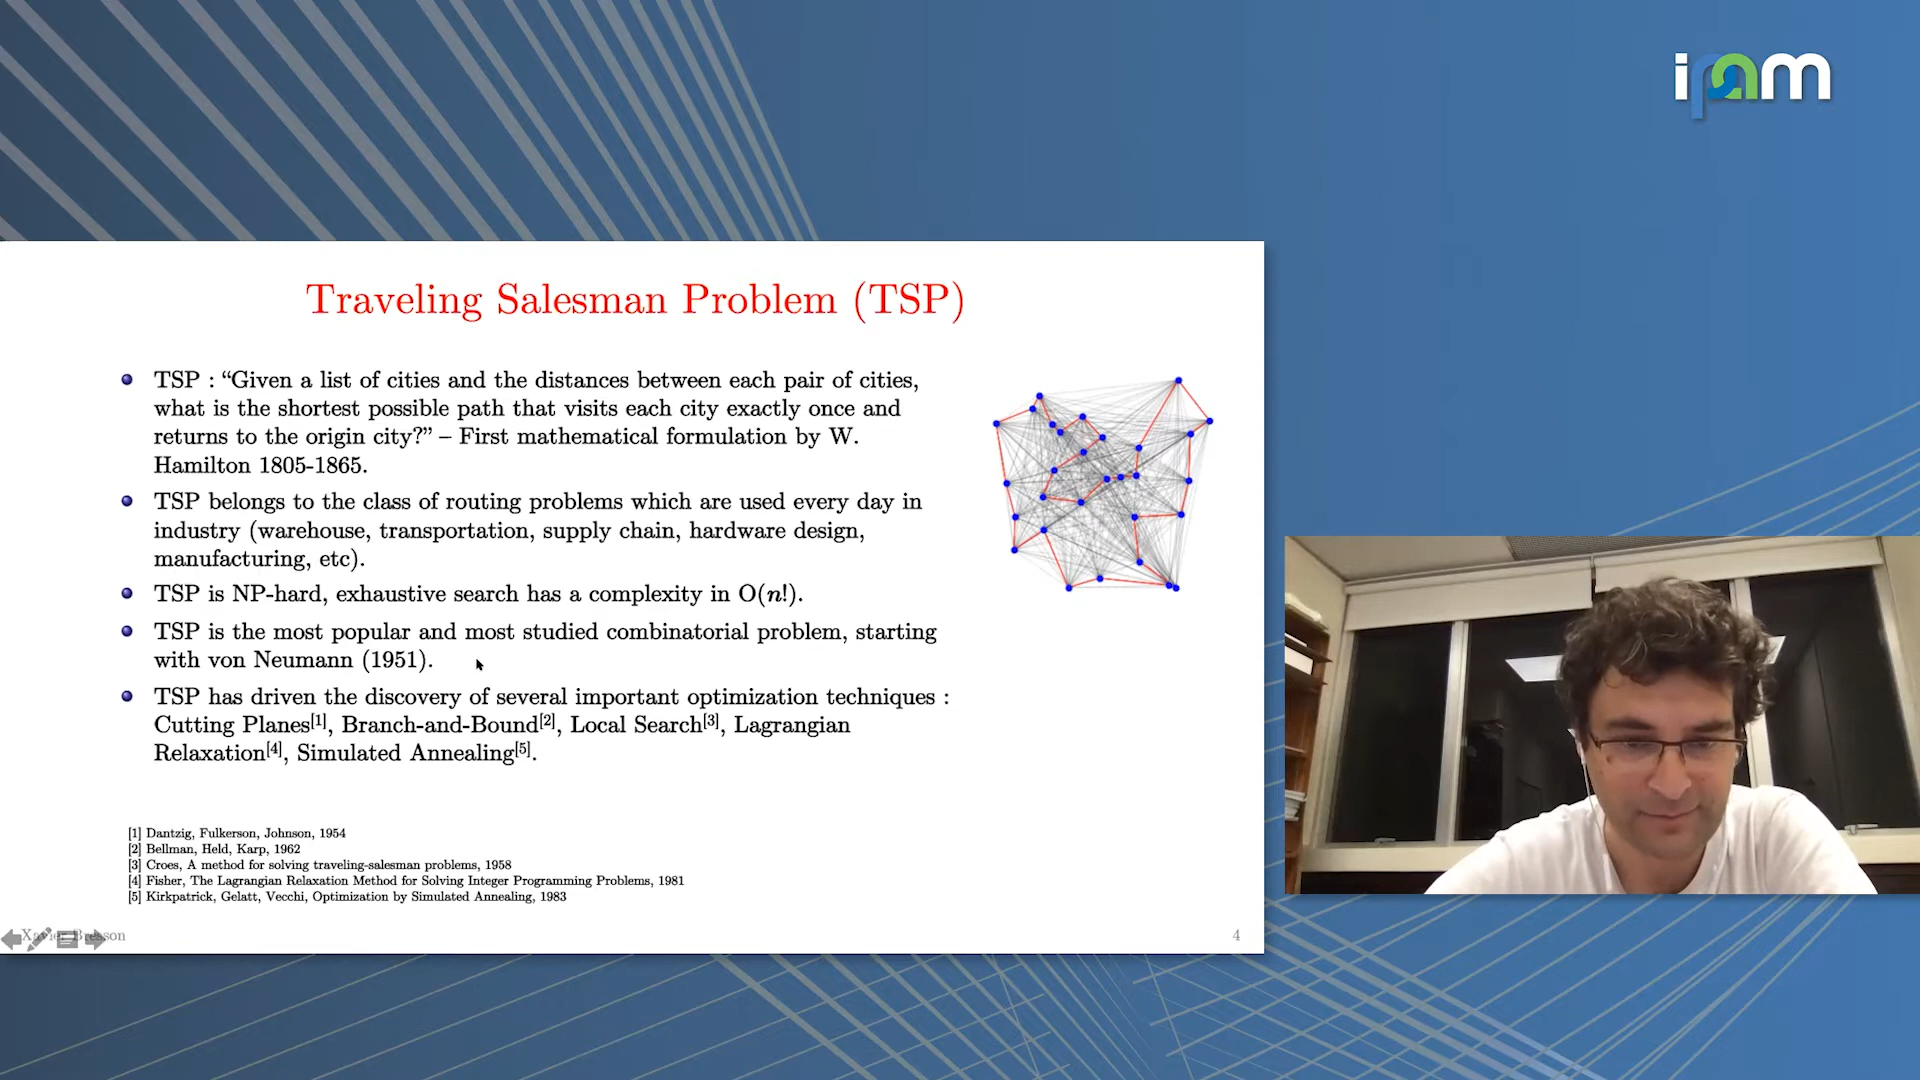 ipam
Traveling Salesman Problem (TSP)
TSP : “Given a list of cities and the distances between each pair of cities,
what is the shortest possible path that visits each city exactly once and
returns to the origin city?” – First mathematical formulation by W.
Hamilton 1805-1865.
TSP belongs to the class of routing problems which are used every day in
industry (warehouse, transportation, supply chain, hardware design,
manufacturing, etc).
TSP is NP-hard, exhaustive search has a complexity in O(n!).
TSP is the most popular and most studied combinatorial problem, starting
with von Neumann (1951).
TSP has driven the discovery of several important optimization techniques :
Cutting Planes[1], Branch-and-Bound[2], Local Search[3], Lagrangian
Relaxation[4], Simulated Annealing[5].
[1] Dantzig, Fulkerson, Johnson, 1954
[2] Bellman, Held, Karp, 1962
[3] Croes, A method for solving traveling-salesman problems, 1958
[4] Fisher, The Lagrangian Relaxation Method for Solving Integer Programming Problems, 1981
[5] Kirkpatrick, Gelatt, Vecchi, Optimization by Simulated Annealing, 1983
Xavier Bresson
4